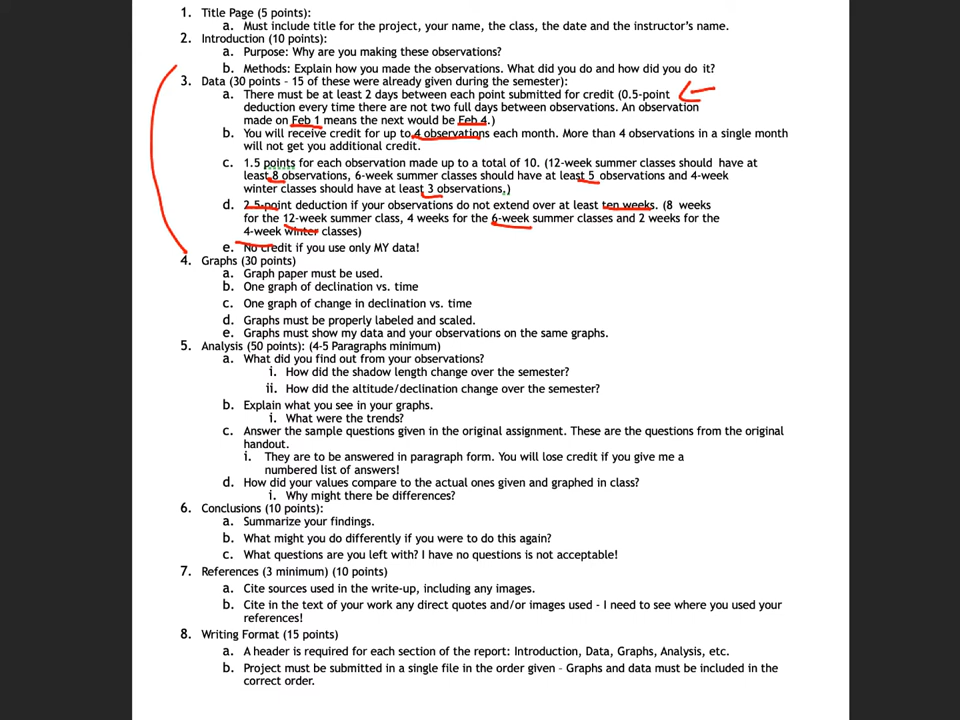 1. Title Page (5 points):
a. Must include title for the project, your name, the class, the date and the instructor's name.
2. Introduction (10 points):
a. Purpose: Why are you making these observations?
b. Methods: Explain how you made the observations. What did you do and how did you do it?
3. Data (30 points - 15 of these were already given during the semester):
a. There must be at least 2 days between each point submitted for credit (0.5-point
deduction every time there are not two full days between observations. An observation
made on Feb 1 means the next would be Feb 4.)
b. You will receive credit for up to 4 observations each month. More than 4 observations in a single month
will not get you additional credit.
c. 1.5 points for each observation made up to a total of 10. (12-week summer classes should have at
least 8 observations, 6-week summer classes should have at least 5 observations and 4-week
winter classes should have at least 3 observations.)
d. 2.5-point deduction if your observations do not extend over at least ten weeks. (8 weeks
for the 12-week summer class, 4 weeks for the 6-week summer classes and 2 weeks for the
4-week winter classes)
e. No credit if you use only MY data!
4. Graphs (30 points)
a. Graph paper must be used.
b. One graph of declination vs. time
c. One graph of change in declination vs. time
d. Graphs must be properly labeled and scaled.
e. Graphs must show my data and your observations on the same graphs.
5. Analysis (50 points): (4-5 Paragraphs minimum)
a. What did you find out from your observations?
i. How did the shadow length change over the semester?
ii. How did the altitude/declination change over the semester?
b. Explain what you see in your graphs.
i. What were the trends?
c. Answer the sample questions given in the original assignment. These are the questions from the original
handout.
i. They are to be answered in paragraph form. You will lose credit if you give me a
numbered list of answers!
d. How did your values compare to the actual ones given and graphed in class?
i. Why might there be differences?
6. Conclusions (10 points):
a. Summarize your findings.
b. What might you do differently if you were to do this again?
c. What questions are you left with? I have no questions is not acceptable!
7. References (3 minimum) (10 points)
a. Cite sources used in the write-up, including any images.
b. Cite in the text of your work any direct quotes and/or images used - I need to see where you used your
references!
8. Writing Format (15 points)
a. A header is required for each section of the report: Introduction, Data, Graphs, Analysis, etc.
b. Project must be submitted in a single file in the order given – Graphs and data must be included in the
correct order.